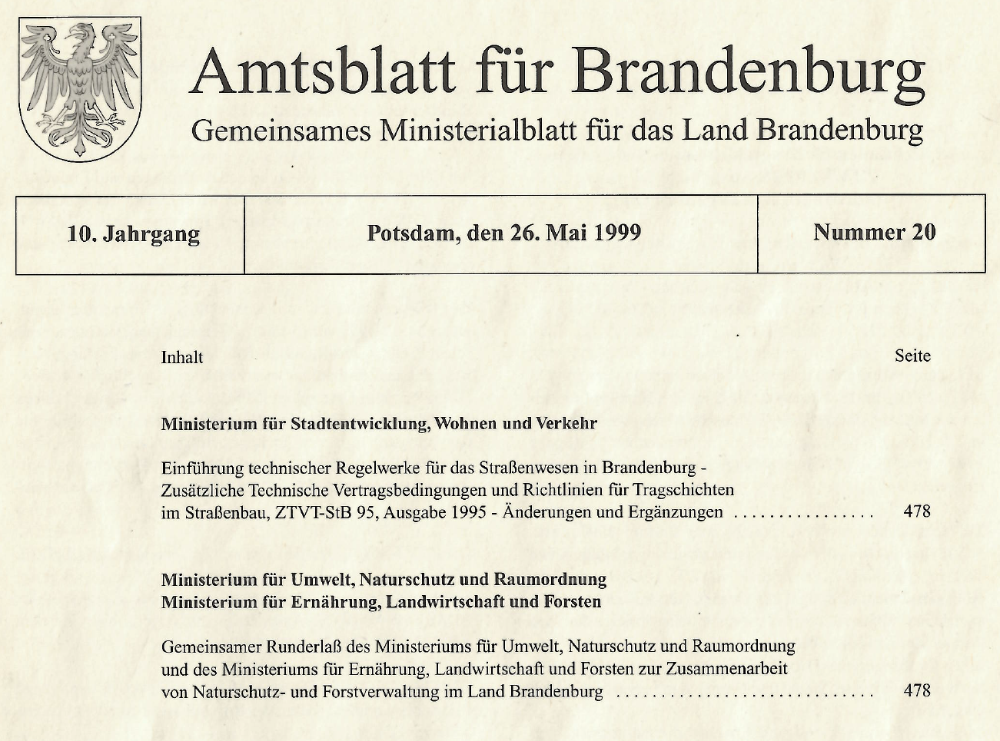 Amtsblatt für Brandenburg
Gemeinsames Ministerialblatt für das Land Brandenburg
10. Jahrgang
Potsdam, den 26. Mai 1999
Nummer 20
Inhalt Seite
Ministerium für Stadtentwicklung, Wohnen und Verkehr
Einführung technischer Regelwerke für das Straßenwesen in Brandenburg -
Zusätzliche Technische Vertragsbedingungen und Richtlinien für Tragschichten
im Straßenbau, ZTVT-StB 95, Ausgabe 1995 - Änderungen und Ergänzungen ................ 478
Ministerium für Umwelt, Naturschutz und Raumordnung
Ministerium für Ernährung, Landwirtschaft und Forsten
Gemeinsamer Runderlaß des Ministeriums für Umwelt, Naturschutz und Raumordnung
und des Ministeriums für Ernährung, Landwirtschaft und Forsten zur Zusammenarbeit
von Naturschutz- und Forstverwaltung im Land Brandenburg ............................. 478